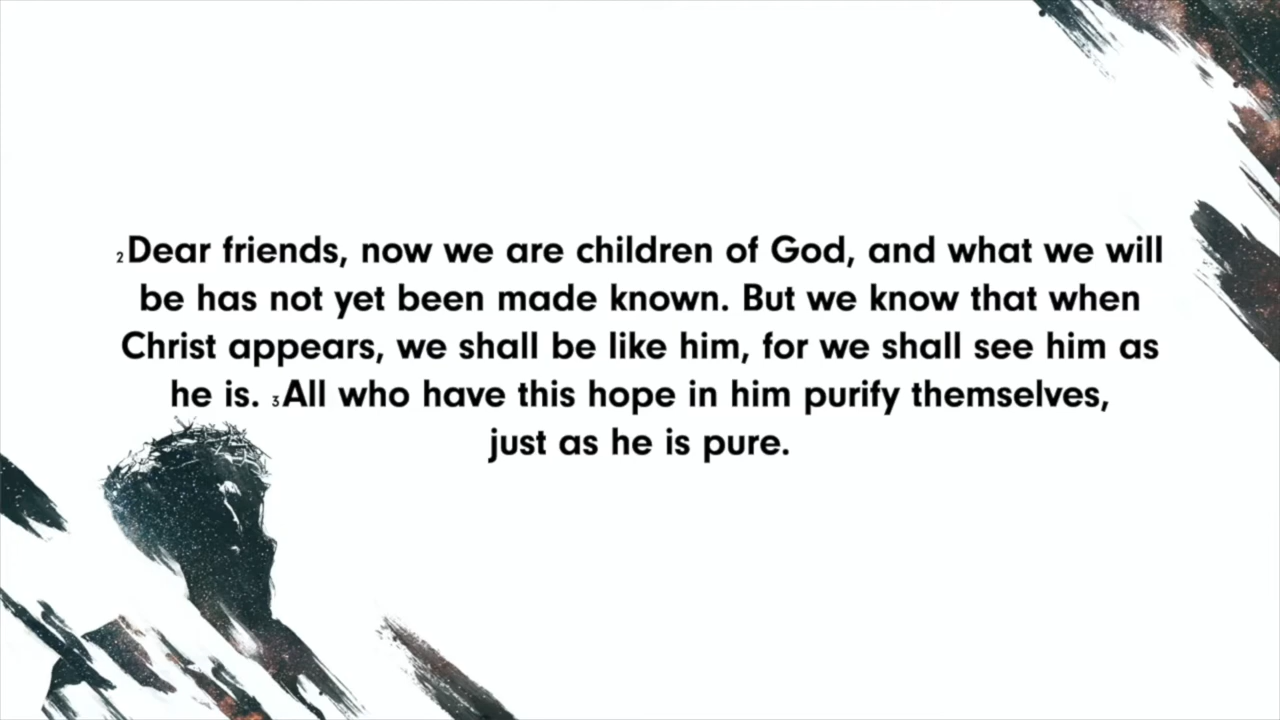 2Dear friends, now we are children of God, and what we will
be has not yet been made known. But we know that when
Christ appears, we shall be like him, for we shall see him as
he is. 3All who have this hope in him purify themselves,
just as he is pure.